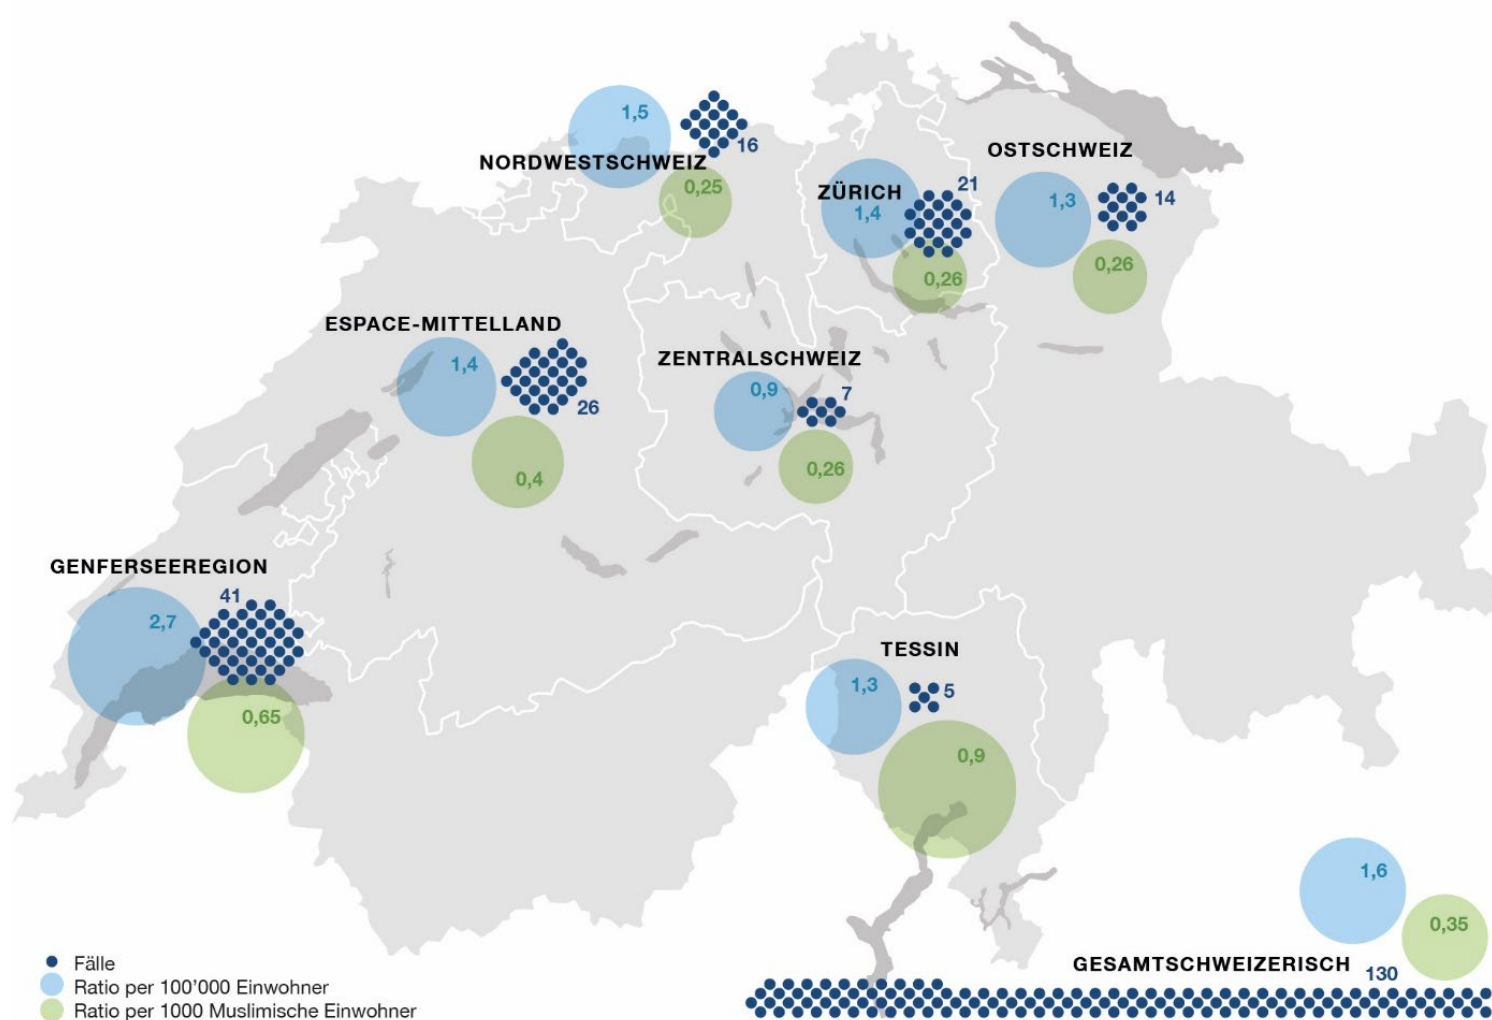 1,5
16
NORDWESTSCHWEIZ
0,25
OSTSCHWEIZ
ZÜRICH
21
1,4
0,26
1,3
14
0,26
ESPACE-MITTELLAND
1,4
26
0,4
ZENTRALSCHWEIZ
0,9
7
0,26
GENFERSEEREGION
41
2,7
0,65
TESSIN
1,3
5
0,9
1,6
0,35
GESAMTSCHWEIZERISCH 130
Fälle
Ratio per 100'000 Einwohner
Ratio per 1000 Muslimische Einwohner